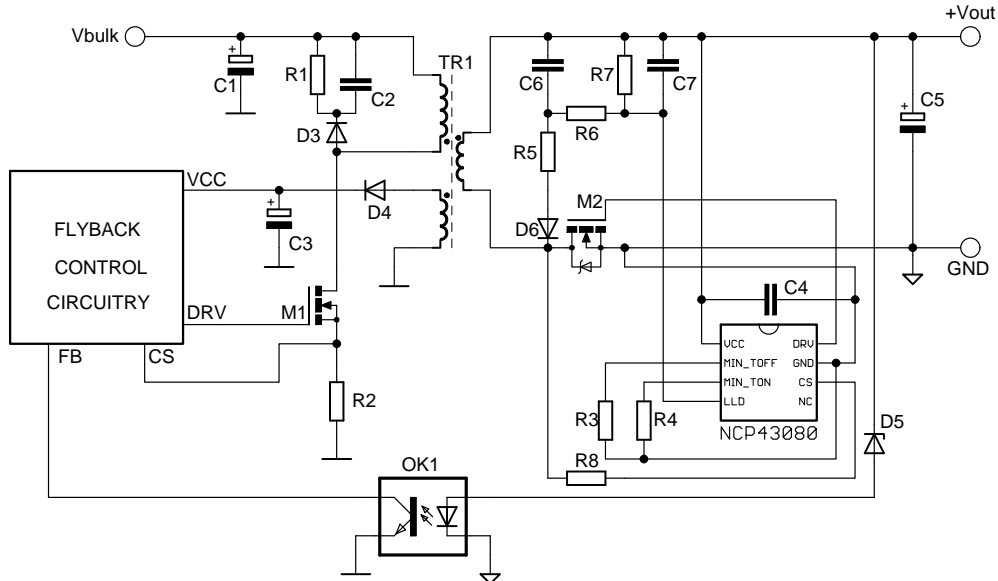 +Vout
Vbulk
C1
+
R1
C2
TR1
C6
R7
C7
C5
+
D3
R6
R5
VCC
D4
M2
FLYBACK
CONTROL
CIRCUITRY
C3
+
D6
GND
DRV
M1
C4
FB
CS
VCC
DRV
MIN_TOFF
GND
MIN_TON
CS
LLD
NC
R2
R3
R4
NCP43080
D5
R8
OK1